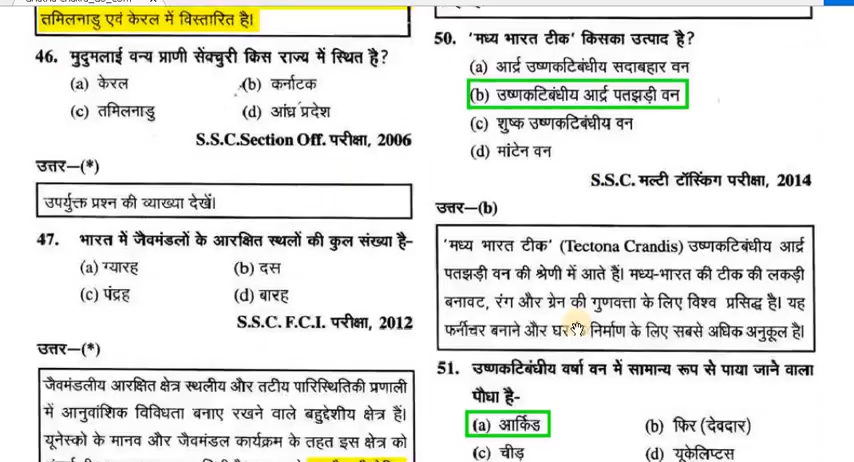 तमिलनाडु एवं केरल में विस्तारित है।
46. मुदुमलाई वन्य प्राणी सेंक्चुरी किस राज्य में स्थित है?
(a) केरल (b) कर्नाटक
(c) तमिलनाडु (d) आंध्र प्रदेश
S.S.C.Section Off. परीक्षा, 2006
उत्तर—(*)
उपर्युक्त प्रश्न की व्याख्या देखें।
47. भारत में जैवमंडलों के आरक्षित स्थलों की कुल संख्या है-
(a) ग्यारह (b) दस
(c) पंद्रह (d) बारह
S.S.C. F.C.I. परीक्षा, 2012
उत्तर—(*)
जैवमंडलीय आरक्षित क्षेत्र स्थलीय और तटीय पारिस्थितिकी प्रणाली
में आनुवांशिक विविधता बनाए रखने वाले बहुद्देशीय क्षेत्र हैं।
यूनेस्को के मानव और जैवमंडल कार्यक्रम के तहत इस क्षेत्र को
50. 'मध्य भारत टीक' किसका उत्पाद है?
(a) आर्द्र उष्णकटिबंधीय सदाबहार वन
(b) उष्णकटिबंधीय आर्द्र पतझड़ी वन
(c) शुष्क उष्णकटिबंधीय वन
(d) मांटेन वन
S.S.C. मल्टी टॉस्किंग परीक्षा, 2014
उत्तर—(b)
'मध्य भारत टीक' (Tectona Crandis) उष्णकटिबंधीय आर्द्र
पतझड़ी वन की श्रेणी में आते हैं। मध्य-भारत की टीक की लकड़ी
बनावट, रंग और ग्रेन की गुणवत्ता के लिए विश्व प्रसिद्ध है। यह
फर्नीचर बनाने और घर निर्माण के लिए सबसे अधिक अनुकूल है।
51. उष्णकटिबंधीय वर्षा वन में सामान्य रूप से पाया जाने वाला
पौधा है-
(a) आर्किड (b) फिर (देवदार)
(c) चीड़ (d) यूकेलिप्टस